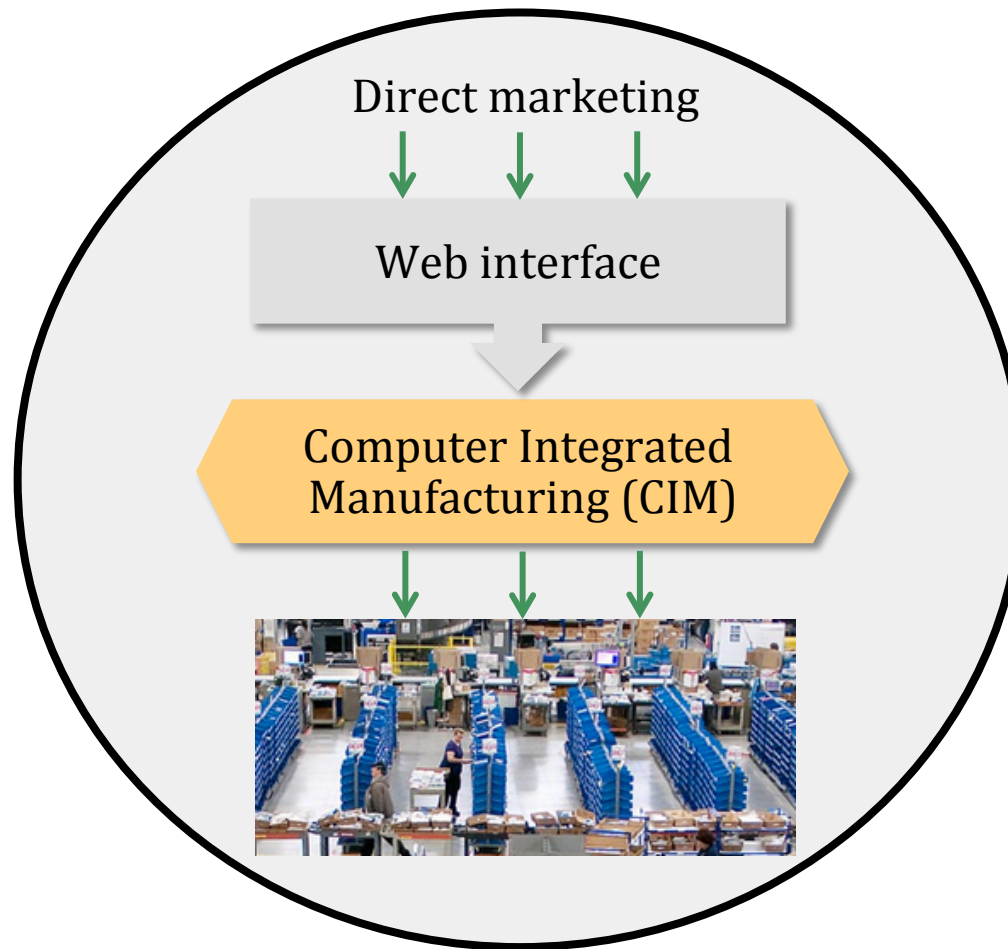 Direct marketing
Web interface
Computer Integrated
Manufacturing (CIM)